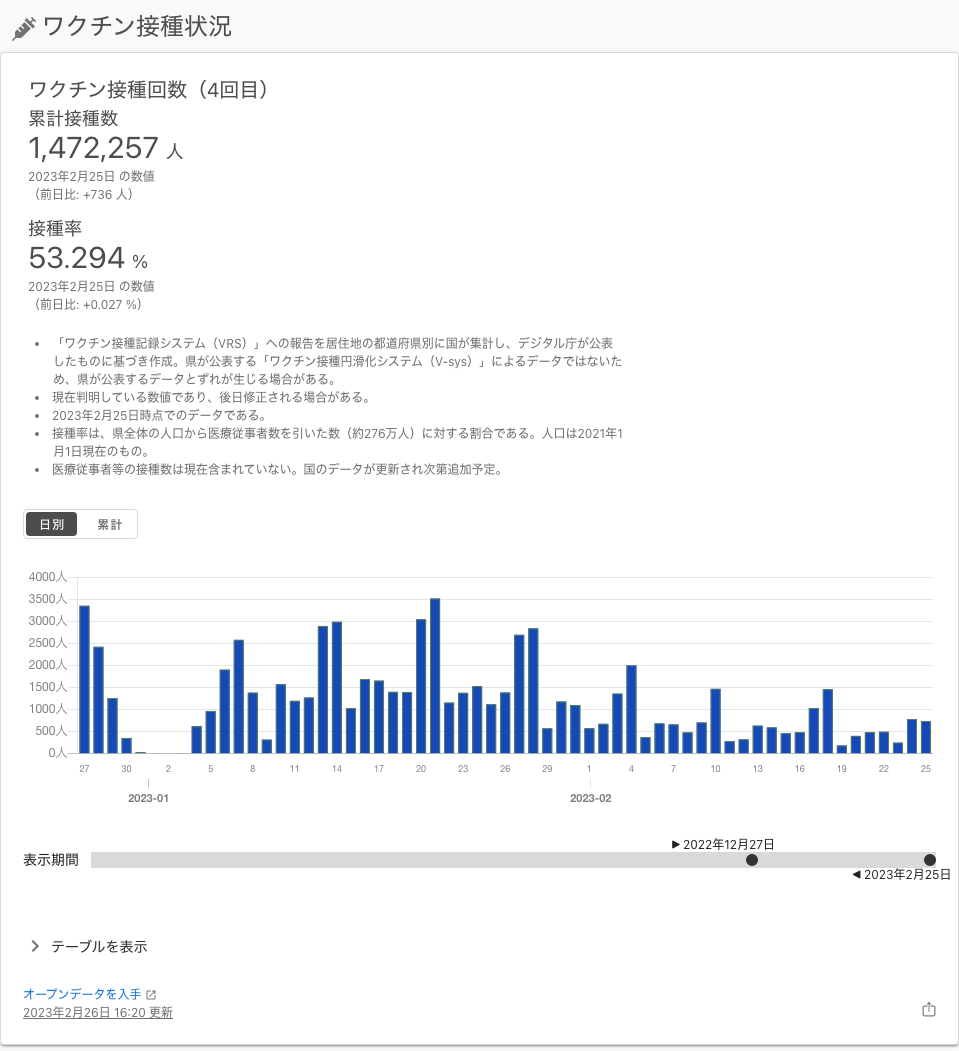 ワクチン接種状況
ワクチン接種回数（4回目）
累計接種数
1,472,257 人
2023年2月25日 の数値
（前日比: +736 人）
接種率
53.294 %
2023年2月25日 の数値
（前日比: +0.027 %）
• 「ワクチン接種記録システム（VRS）」への報告を居住地の都道府県別に国が集計し、デジタル庁が公表
したものに基づき作成。県が公表する「ワクチン接種円滑化システム（V-sys）」によるデータではないた
め、県が公表するデータとずれが生じる場合がある。
• 現在判明している数値であり、後日修正される場合がある。
• 2023年2月25日時点でのデータである。
• 接種率は、県全体の人口から医療従事者数を引いた数（約276万人）に対する割合である。人口は2021年1
月1日現在のもの。
• 医療従事者等の接種数は現在含まれていない。国のデータが更新され次第追加予定。
日別 累計
4000人
3500人
3000人
2500人
2000人
1500人
1000人
500人
0人
27 30 2 5 8 11 14 17 20 23 26 29 1 4 7 10 13 16 19 22 25
2023-01 2023-02
▶ 2022年12月27日
表示期間
◀ 2023年2月25日
テーブルを表示
オープンデータを入手
2023年2月26日 16:20 更新